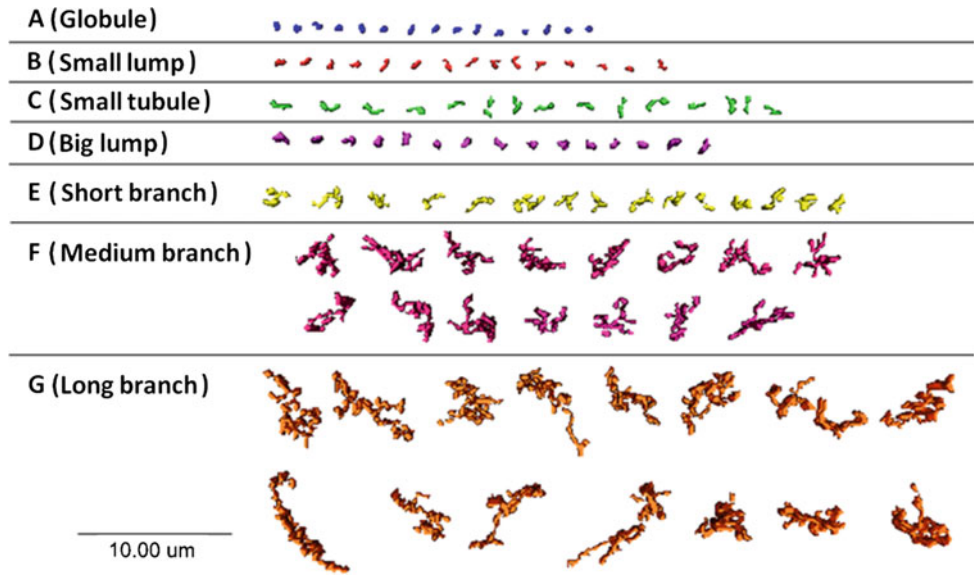 A (Globule)
B (Small lump)
C (Small tubule)
D (Big lump)
E (Short branch)
F (Medium branch)
G (Long branch)
10.00 um